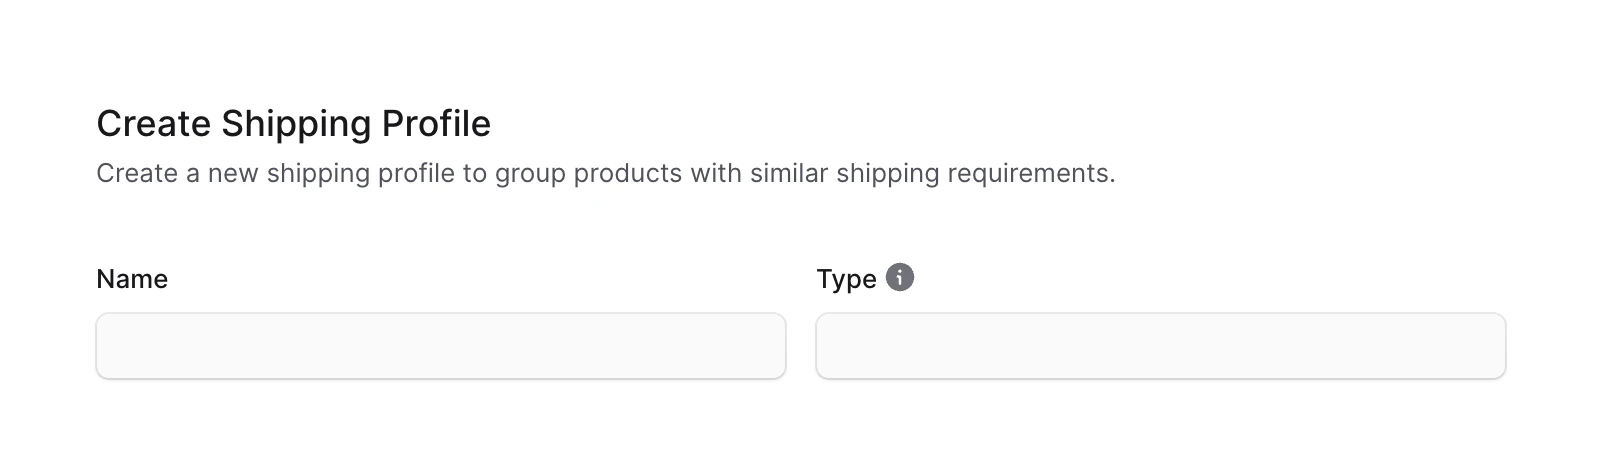 Create Shipping Profile
Create a new shipping profile to group products with similar shipping requirements.
Name
Type